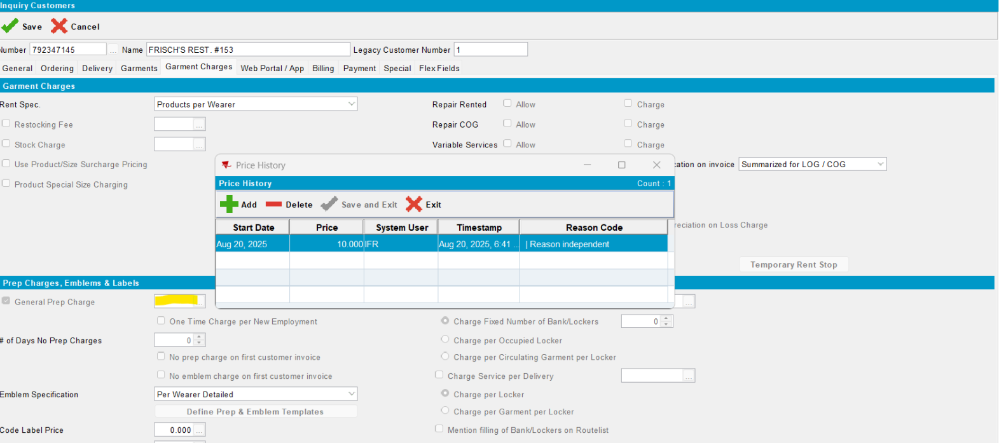 Inquiry Customers
Save Cancel
Number 792347145 ... Name FRISCH'S REST. #153 Legacy Customer Number 1
General Ordering Delivery Garments Garment Charges Web Portal / App Billing Payment Special Flex Fields
Garment Charges
Rent Spec. Products per Wearer Repair Rented Allow Charge
Restocking Fee ... Repair COG Allow Charge
Stock Charge ... Variable Services Allow Charge
Use Product/Size Surcharge Pricing on invoice Summarized for LOG / COG
Product Special Size Charging
on Loss Charge
Temporary Rent Stop
Price History
Price History Count : 1
Add Delete Save and Exit Exit
Start Date Price System User Timestamp Reason Code
Aug 20, 2025 10.000 IFR Aug 20, 2025, 6:41 ... | Reason independent
Prep Charges, Emblems & Labels
General Prep Charge ... ...
One Time Charge per New Employment Charge Fixed Number of Bank/Lockers 0
# of Days No Prep Charges 0 Charge per Occupied Locker
No prep charge on first customer invoice Charge per Circulating Garment per Locker
No emblem charge on first customer invoice Charge Service per Delivery ...
Emblem Specification Per Wearer Detailed Charge per Locker
Define Prep & Emblem Templates Charge per Garment per Locker
Code Label Price 0.000 ... Mention filling of Bank/Lockers on Routelist